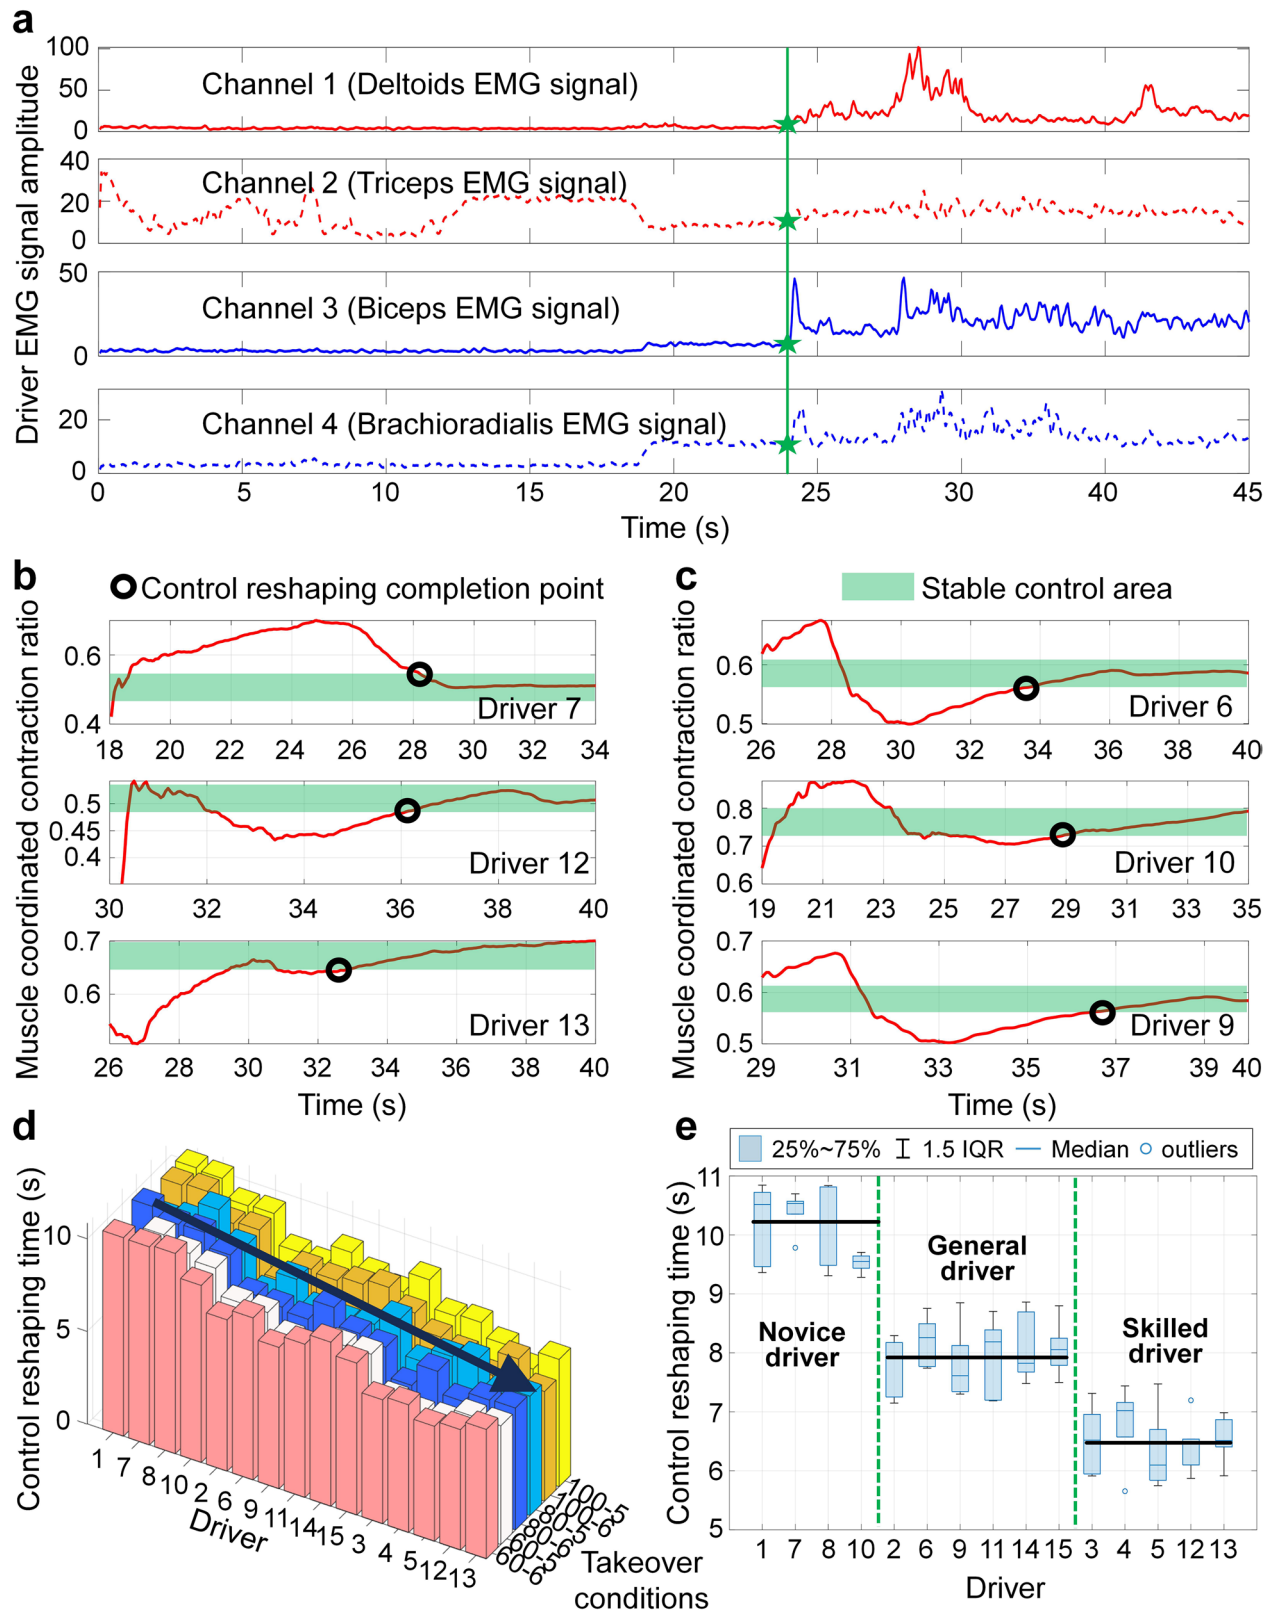 a
Driver EMG signal amplitude
100
50
0
Channel 1 (Deltoids EMG signal)
40
20
0
Channel 2 (Triceps EMG signal)
50
0
Channel 3 (Biceps EMG signal)
20
0
Channel 4 (Brachioradialis EMG signal)
0 5 10 15 20 25 30 40 45
Time (s)
b
Control reshaping completion point
Muscle coordinated contraction ratio
0.6
0.4
Driver 7
18 20 22 24 26 28 30 32 34
0.5
0.45
0.4
Driver 12
30 32 34 36 38 40
0.7
0.6
Driver 13
26 28 30 32 34 36 38 40
Time (s)
c
Stable control area
Muscle coordinated contraction ratio
0.6
0.5
Driver 6
26 28 30 32 34 36 38 40
0.8
0.7
0.6
Driver 10
19 21 23 25 27 29 31 33 35
0.7
0.6
0.5
Driver 9
29 31 33 35 37 39 40
Time (s)
d
Control reshaping time (s)
10
5
0
1 7 8 10 2 6 9 11 14 15 3 4 5 12 13
Driver
60-5
100-5
Takeover
conditions
e
25%~75% 1.5 IQR Median outliers
Control reshaping time (s)
11
10
9
8
7
6
5
Novice
driver
General
driver
Skilled
driver
1 7 8 10 2 6 9 11 14 15 3 4 5 12 13
Driver